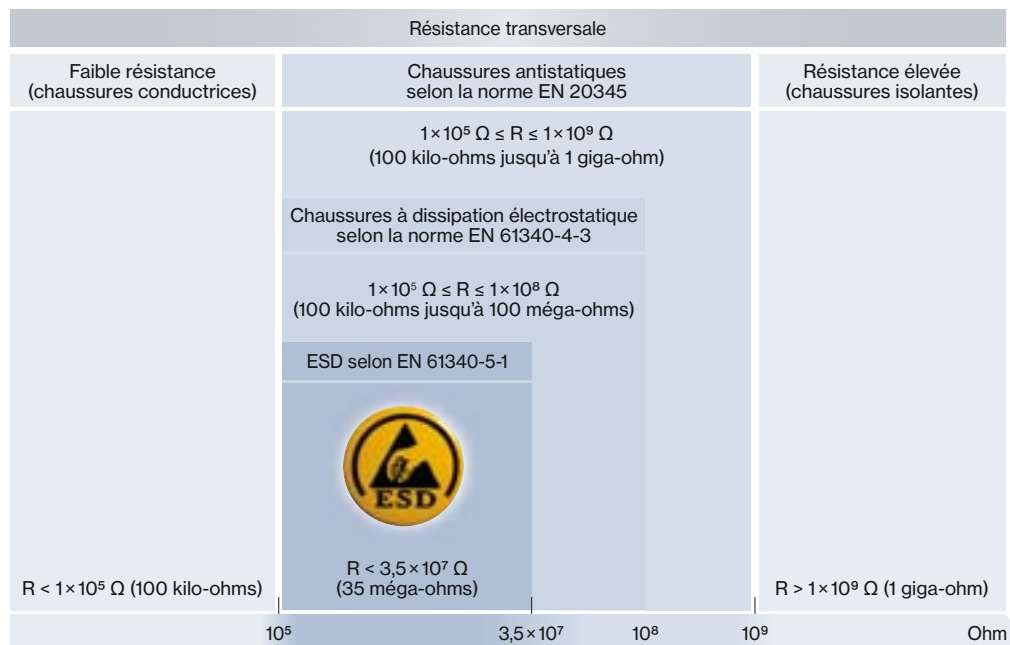 Résistance transversale
Faible résistance
(chaussures conductrices)
Chaussures antistatiques
selon la norme EN 20345
Résistance élevée
(chaussures isolantes)
1×10⁵ Ω ≤ R ≤ 1×10⁹ Ω
(100 kilo-ohms jusqu'à 1 giga-ohm)
Chaussures à dissipation électrostatique
selon la norme EN 61340-4-3
1×10⁵ Ω ≤ R ≤ 1×10⁸ Ω
(100 kilo-ohms jusqu'à 100 méga-ohms)
ESD selon EN 61340-5-1
ESD
R < 3,5×10⁷ Ω
(35 méga-ohms)
R < 1×10⁵ Ω (100 kilo-ohms)
R > 1×10⁹ Ω (1 giga-ohm)
10⁵ 3,5×10⁷ 10⁸ 10⁹ Ohm